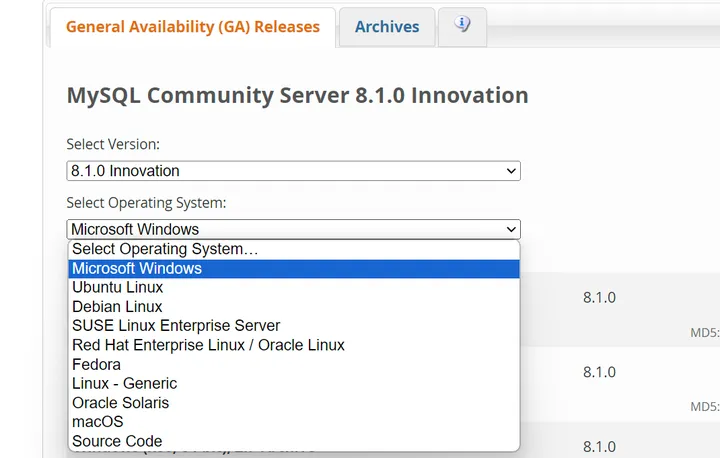 General Availability (GA) Releases
Archives
MySQL Community Server 8.1.0 Innovation
Select Version:
8.1.0 Innovation
Select Operating System:
Microsoft Windows
Select Operating System…
Microsoft Windows
Ubuntu Linux
Debian Linux
SUSE Linux Enterprise Server
Red Hat Enterprise Linux / Oracle Linux
Fedora
Linux - Generic
Oracle Solaris
macOS
Source Code
8.1.0
MD5:
8.1.0
MD5:
8.1.0